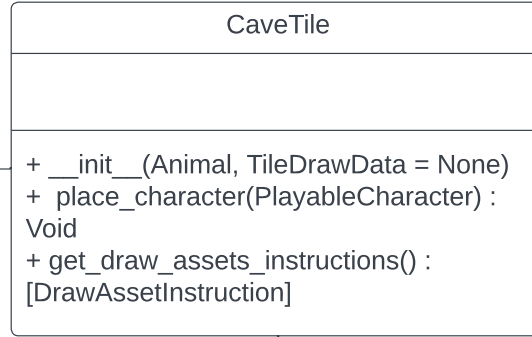 CaveTile
+ __init__(Animal, TileDrawData = None)
+  place_character(PlayableCharacter) :
Void
+ get_draw_assets_instructions() :
[DrawAssetInstruction]